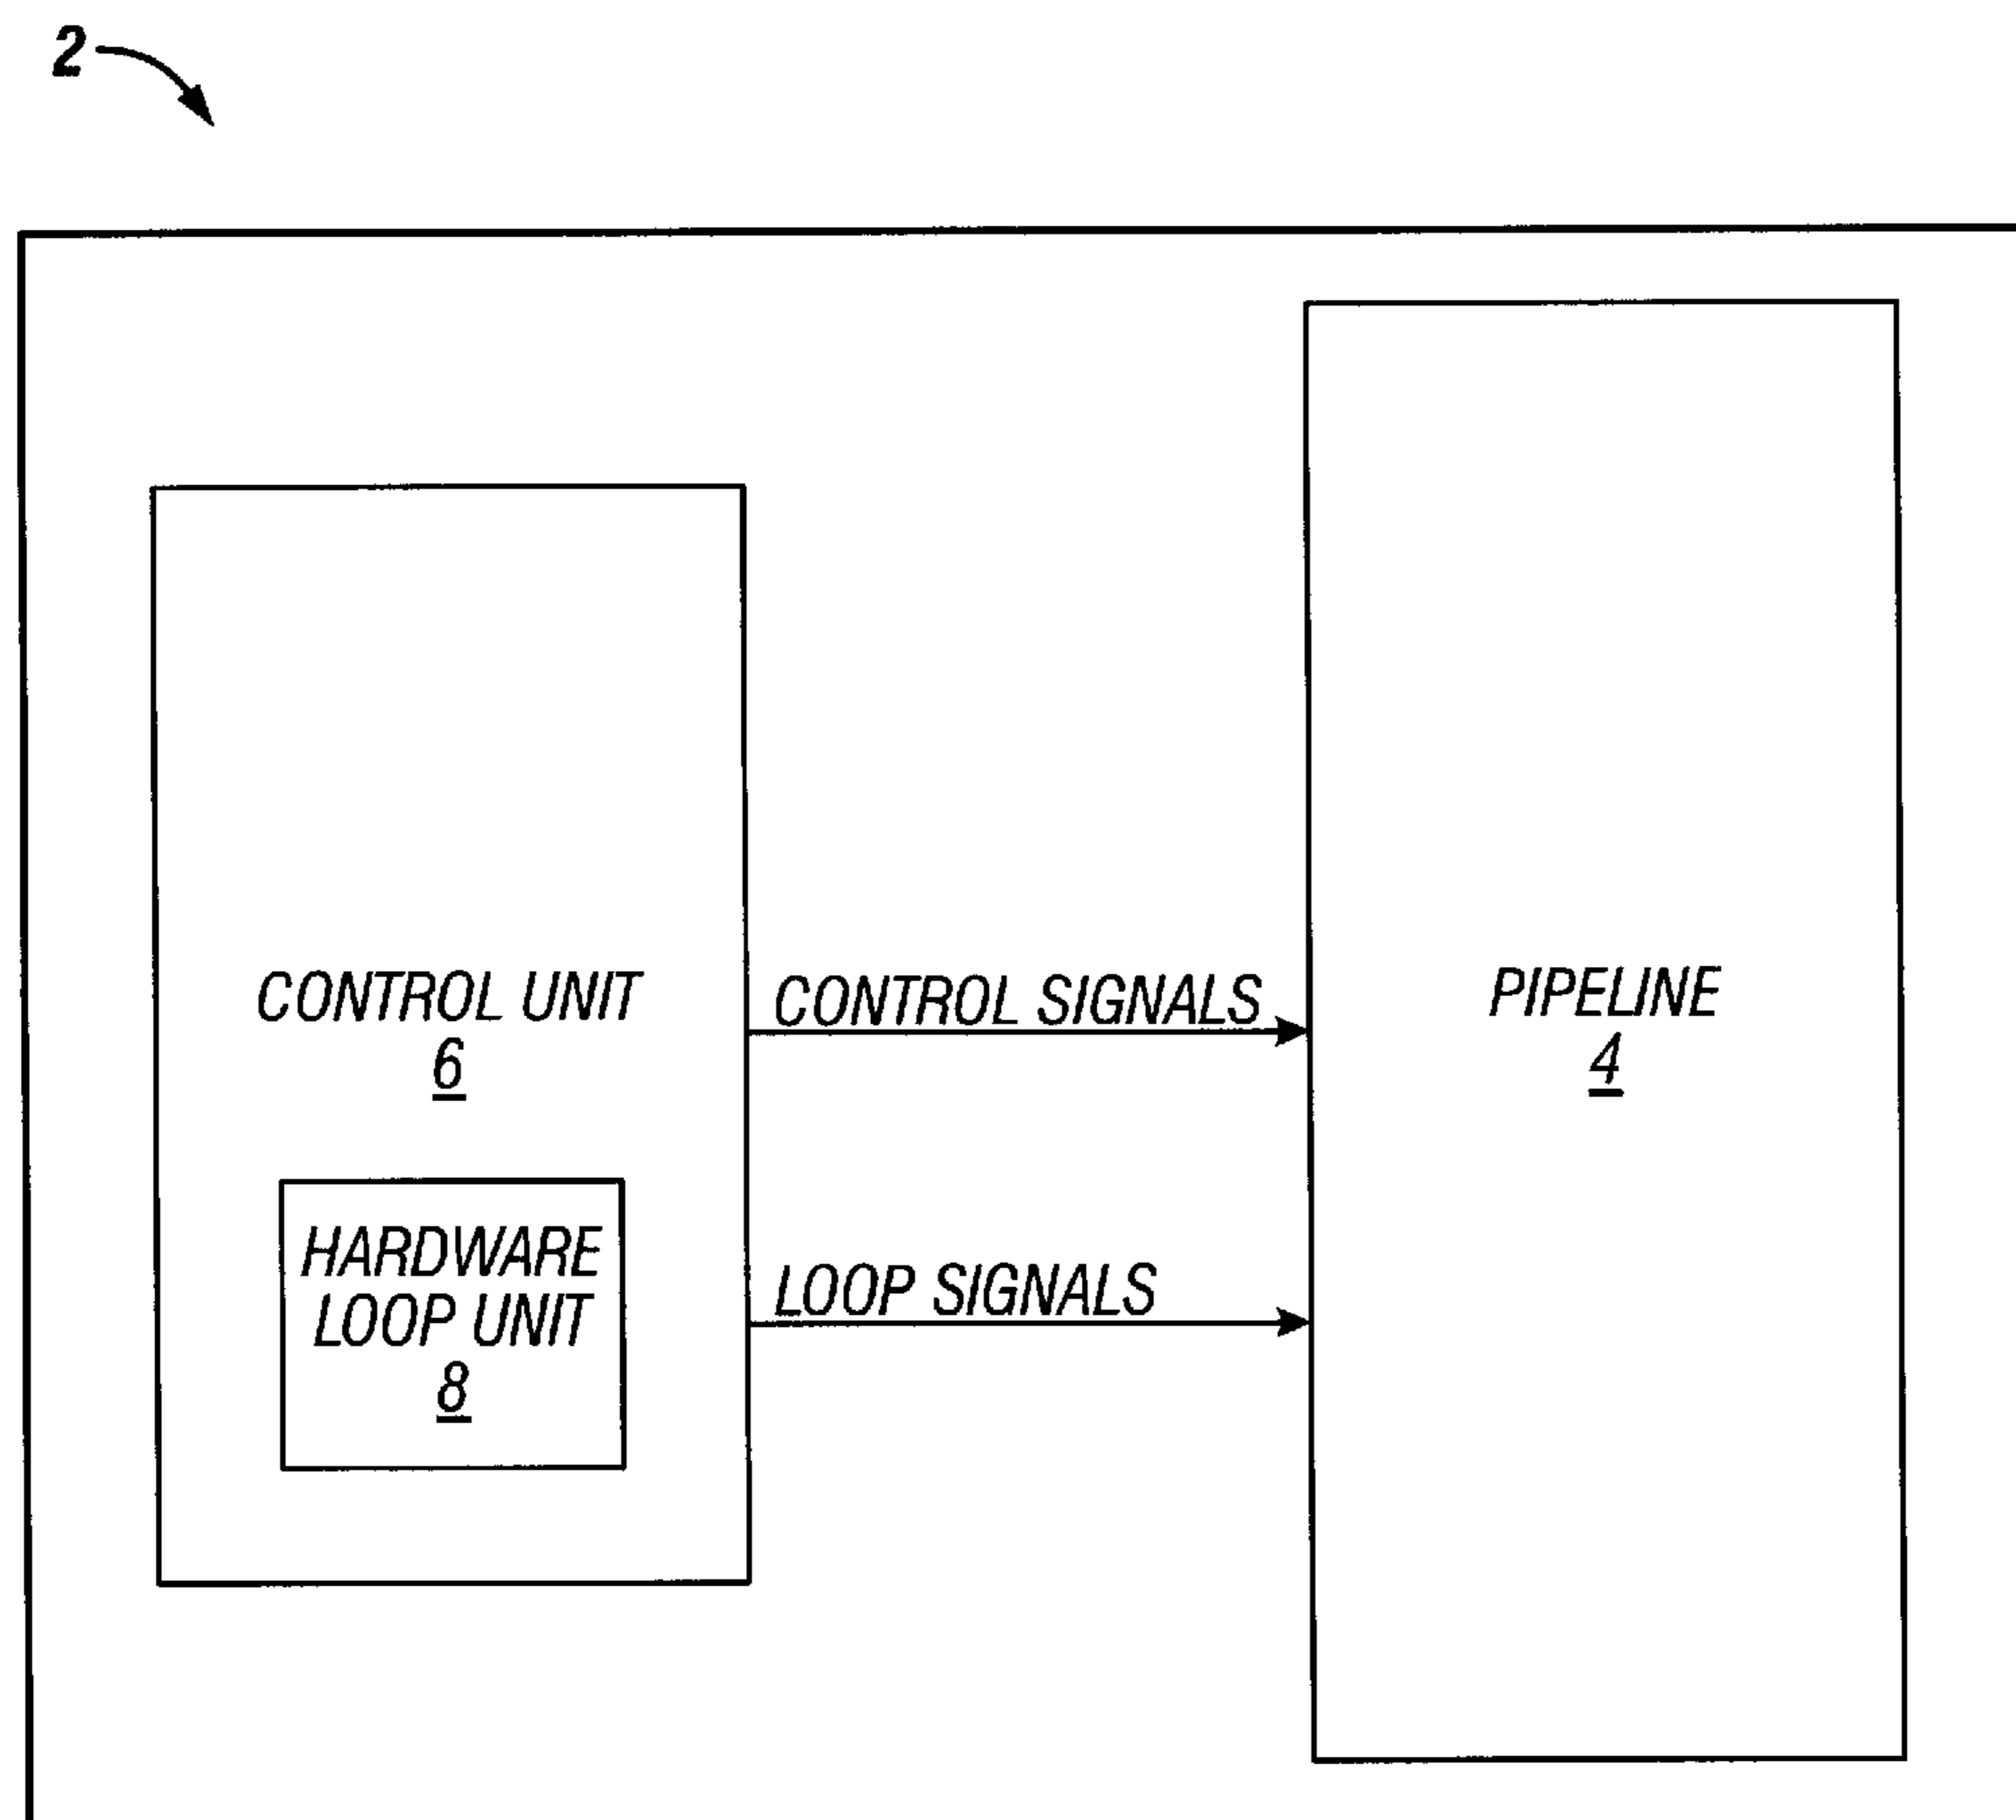 2
CONTROL UNIT
6
CONTROL SIGNALS
PIPELINE
4
HARDWARE
LOOP UNIT
8
LOOP SIGNALS